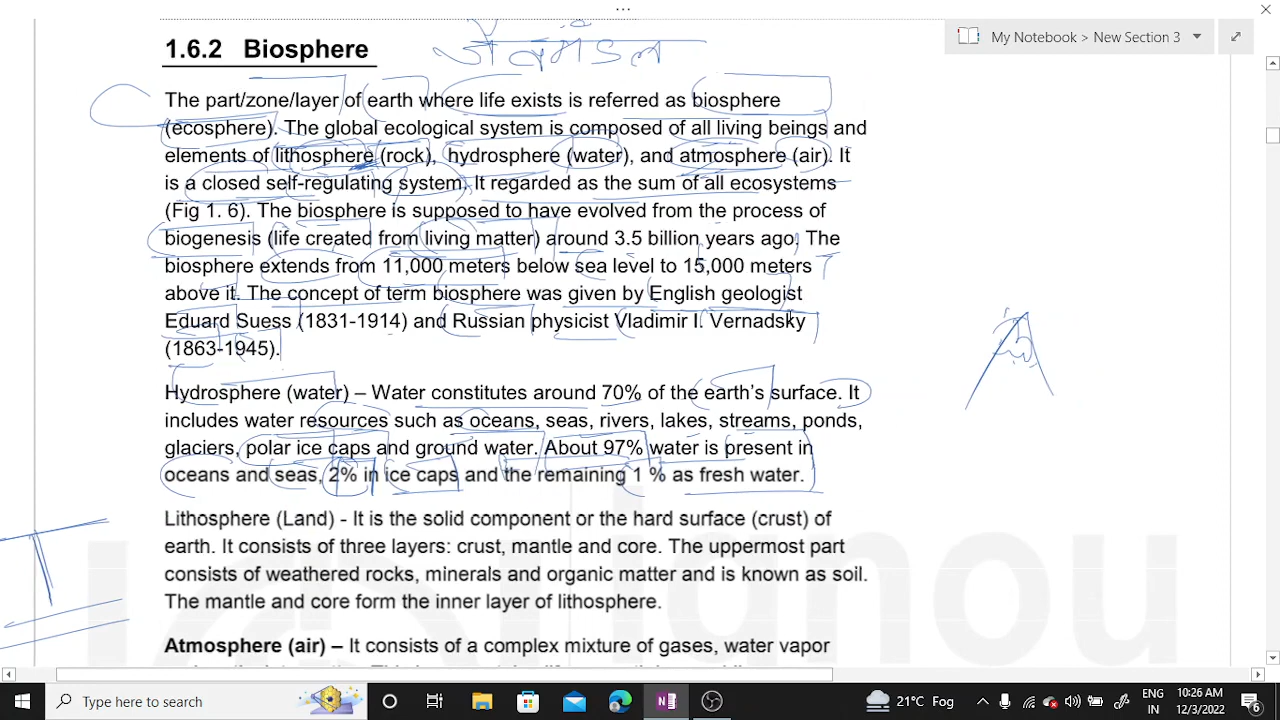 ...
My Notebook > New Section 3
1.6.2 Biosphere
जैवमंडल
The part/zone/layer of earth where life exists is referred as biosphere
(ecosphere). The global ecological system is composed of all living beings and
elements of lithosphere (rock), hydrosphere (water), and atmosphere (air). It
is a closed self-regulating system. It regarded as the sum of all ecosystems
(Fig 1. 6). The biosphere is supposed to have evolved from the process of
biogenesis (life created from living matter) around 3.5 billion years ago. The
biosphere extends from 11,000 meters below sea level to 15,000 meters
above it. The concept of term biosphere was given by English geologist
Eduard Suess (1831-1914) and Russian physicist Vladimir I. Vernadsky
(1863-1945).
Hydrosphere (water) – Water constitutes around 70% of the earth's surface. It
includes water resources such as oceans, seas, rivers, lakes, streams, ponds,
glaciers, polar ice caps and ground water. About 97% water is present in
oceans and seas, 2% in ice caps and the remaining 1 % as fresh water.
Lithosphere (Land) - It is the solid component or the hard surface (crust) of
earth. It consists of three layers: crust, mantle and core. The uppermost part
consists of weathered rocks, minerals and organic matter and is known as soil.
The mantle and core form the inner layer of lithosphere.
Atmosphere (air) – It consists of a complex mixture of gases, water vapor
ignou
Type here to search
21°C Fog
ENG
IN
10:26 AM
12/3/2022
6